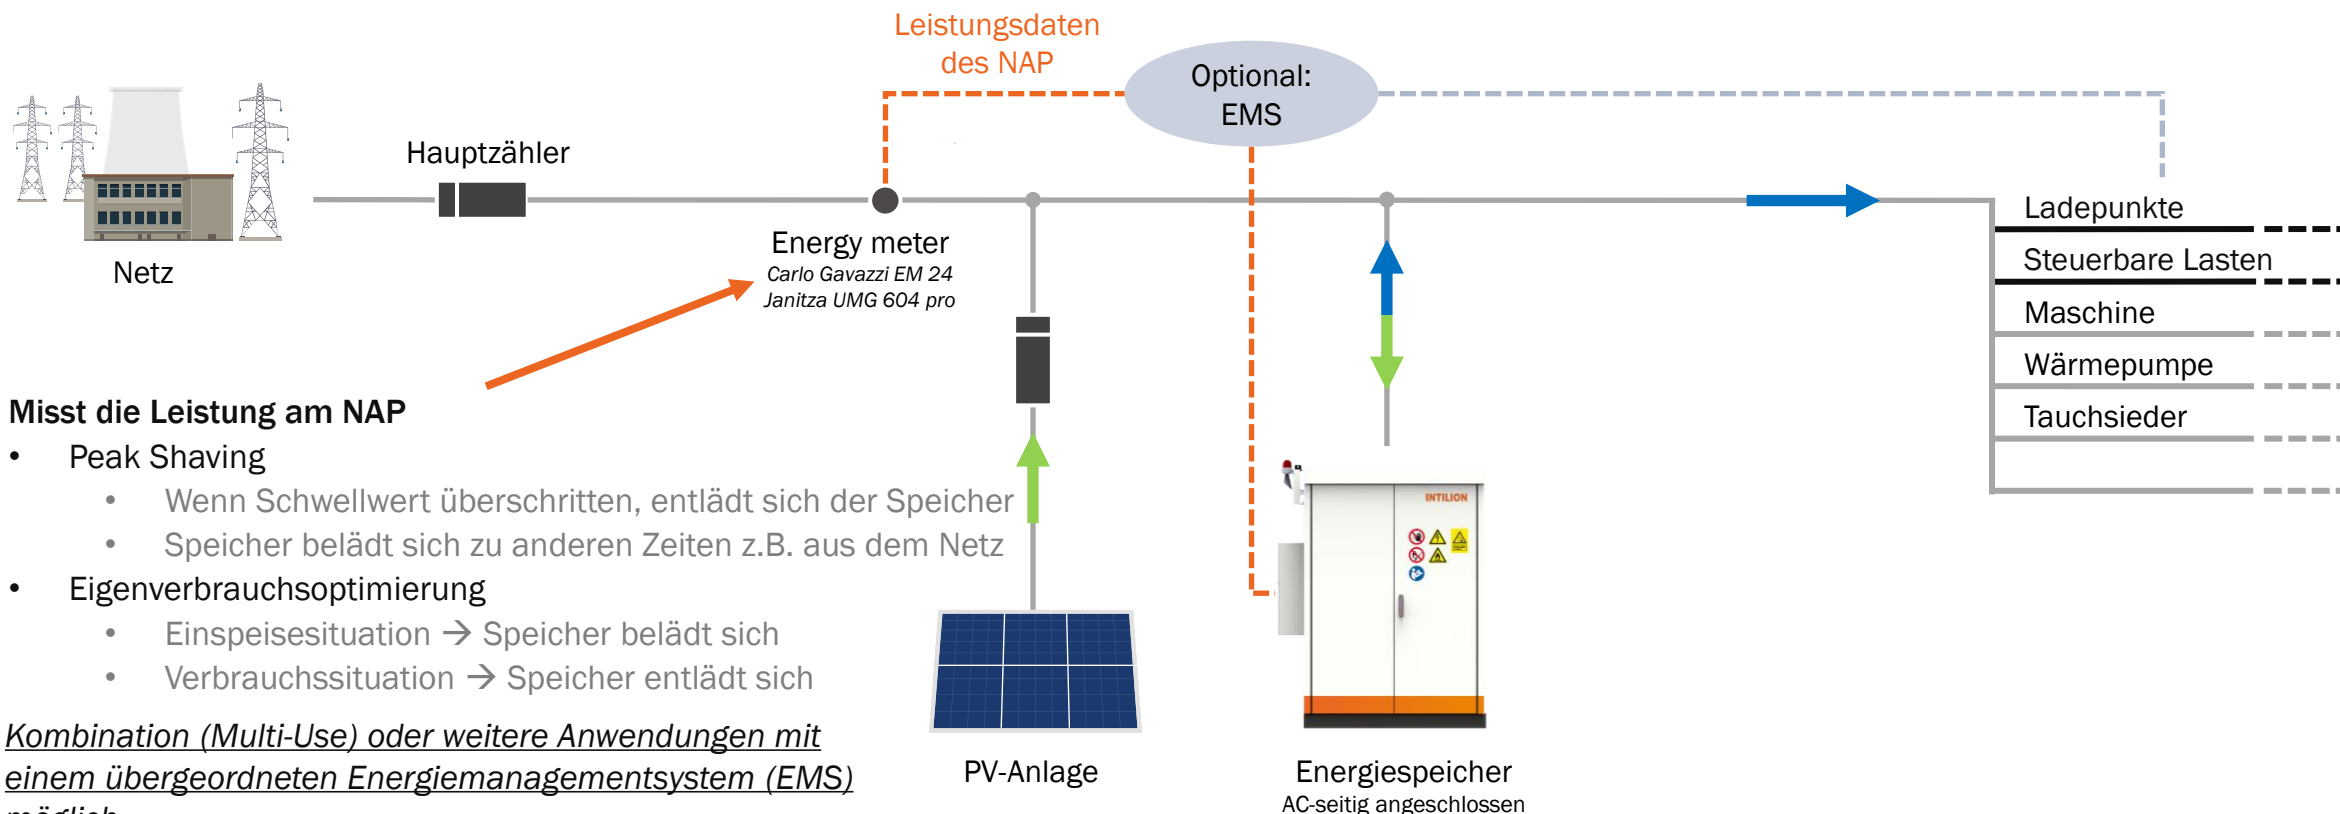 Leistungsdaten
des NAP
Optional:
EMS
Hauptzähler
Netz
Energy meter
Carlo Gavazzi EM 24
Janitza UMG 604 pro
Ladepunkte
Steuerbare Lasten
Maschine
Wärmepumpe
Tauchsieder
Misst die Leistung am NAP
• Peak Shaving
• Wenn Schwellwert überschritten, entlädt sich der Speicher
• Speicher belädt sich zu anderen Zeiten z.B. aus dem Netz
• Eigenverbrauchsoptimierung
• Einspeisesituation → Speicher belädt sich
• Verbrauchssituation → Speicher entlädt sich
Kombination (Multi-Use) oder weitere Anwendungen mit
einem übergeordneten Energiemanagementsystem (EMS)
möglich
INTILION
PV-Anlage
Energiespeicher
AC-seitig angeschlossen